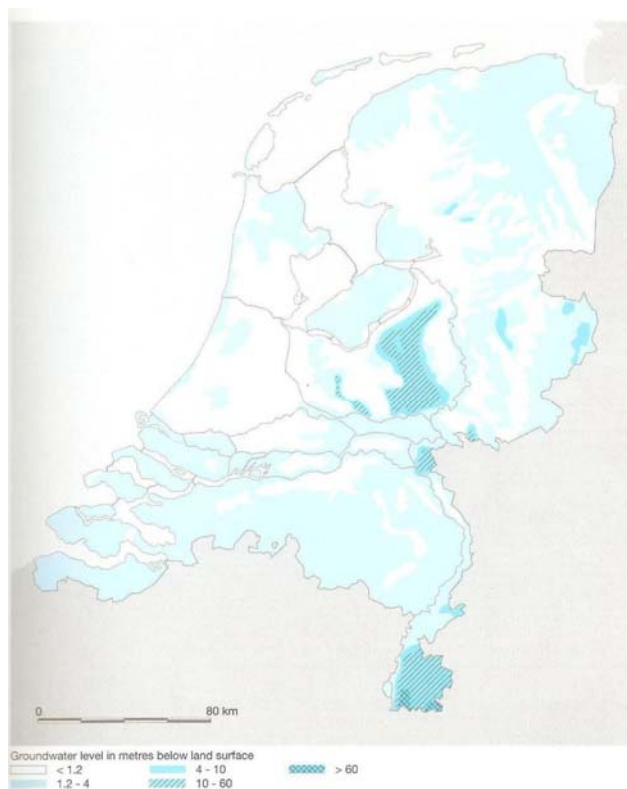 0 80 km
Groundwater level in metres below land surface
< 1.2 4 - 10 > 60
1.2 - 4 10 - 60